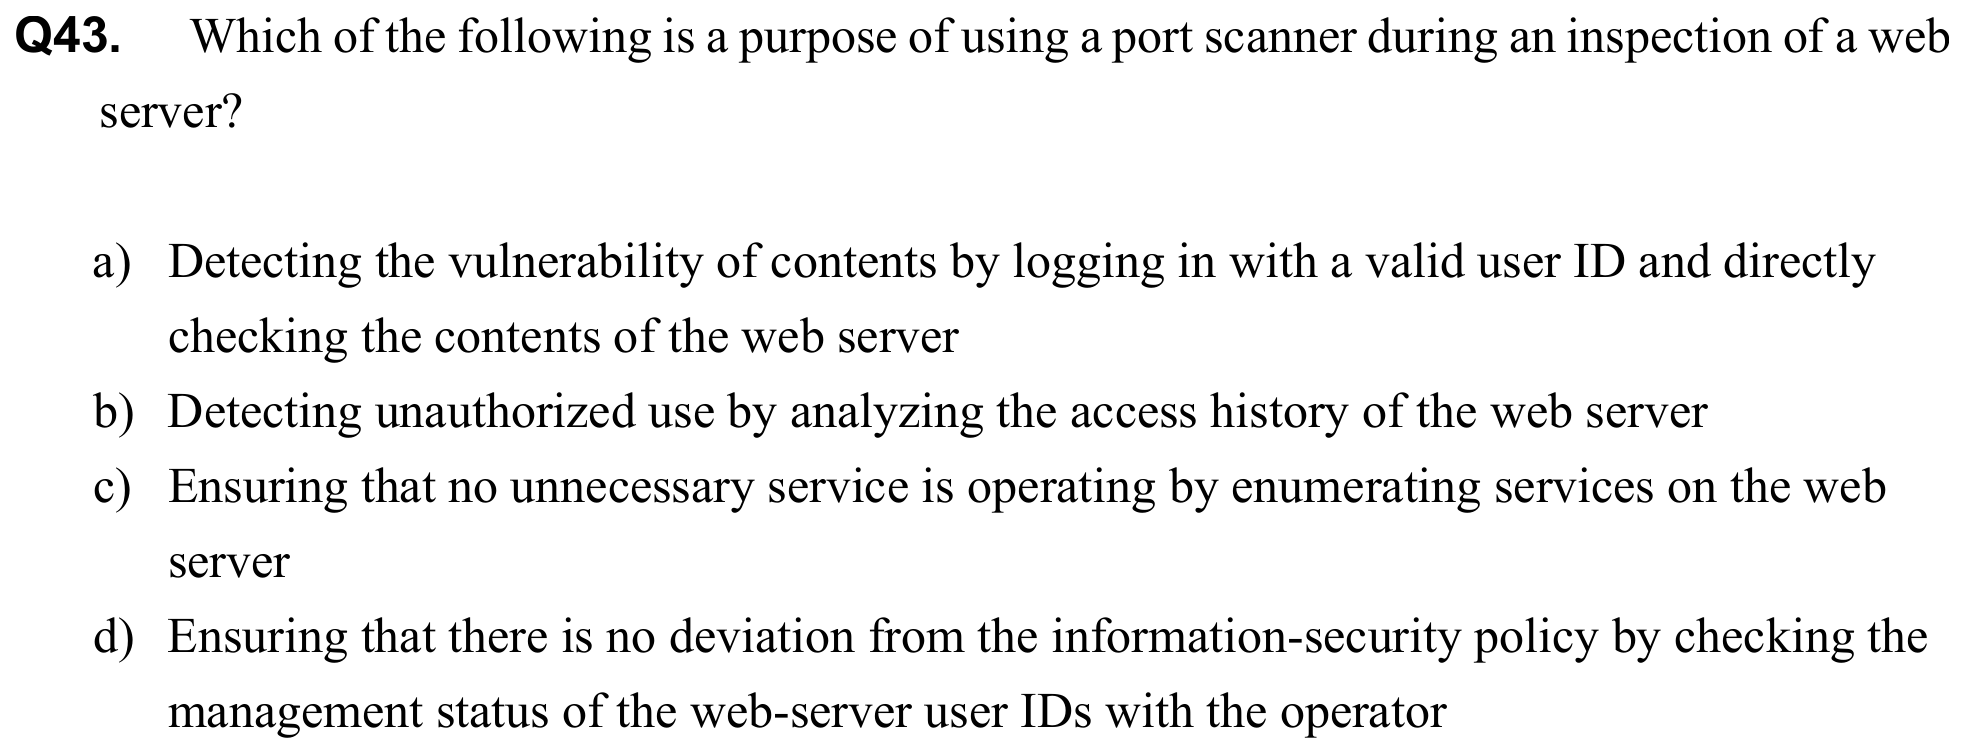 Q43. Which of the following is a purpose of using a port scanner during an inspection of a web
server?
a) Detecting the vulnerability of contents by logging in with a valid user ID and directly
checking the contents of the web server
b) Detecting unauthorized use by analyzing the access history of the web server
c) Ensuring that no unnecessary service is operating by enumerating services on the web
server
d) Ensuring that there is no deviation from the information-security policy by checking the
management status of the web-server user IDs with the operator